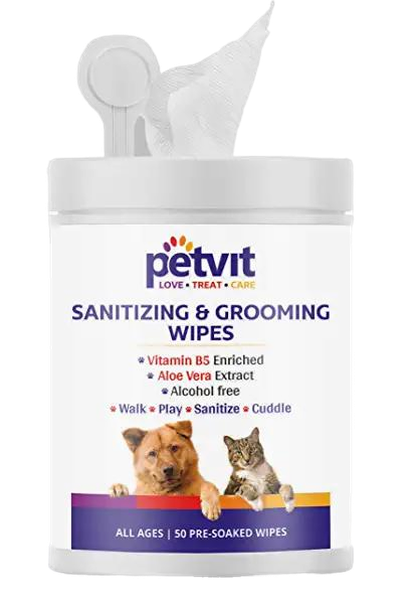 petvit
LOVE • TREAT • CARE
SANITIZING & GROOMING
WIPES
Vitamin B5 Enriched
Aloe Vera Extract
Alcohol free
Walk Play Sanitize Cuddle
ALL AGES | 50 PRE-SOAKED WIPES